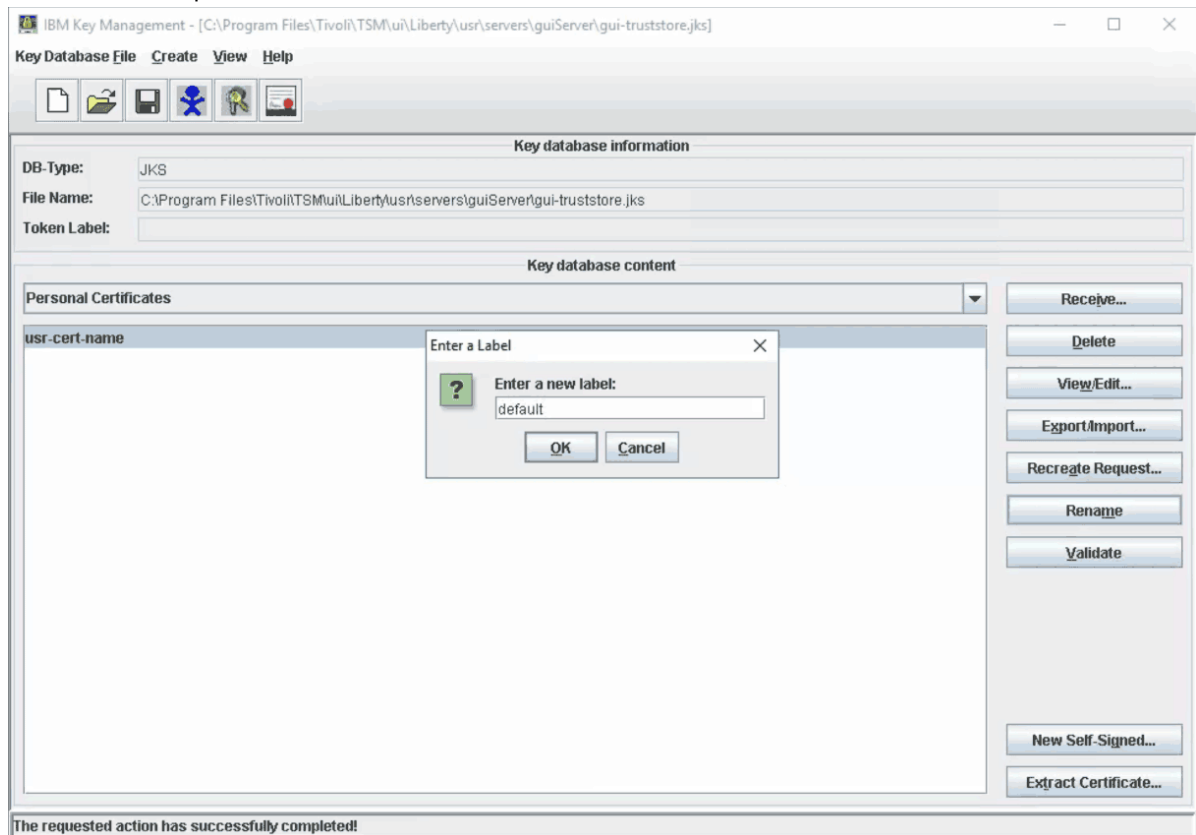 IBM Key Management - [C:\Program Files\Tivoli\TSM\ui\Liberty\usr\servers\guiServer\gui-truststore.jks]
Key Database File Create View Help
Key database information
DB-Type: JKS
File Name: C:\Program Files\Tivoli\TSM\ui\Liberty\usr\servers\guiServer\gui-truststore.jks
Token Label:
Key database content
Personal Certificates
Receive...
usr-cert-name
Delete
Enter a Label
Enter a new label:
default
OK Cancel
View/Edit...
Export/Import...
Recreate Request...
Rename
Validate
New Self-Signed...
Extract Certificate...
The requested action has successfully completed!